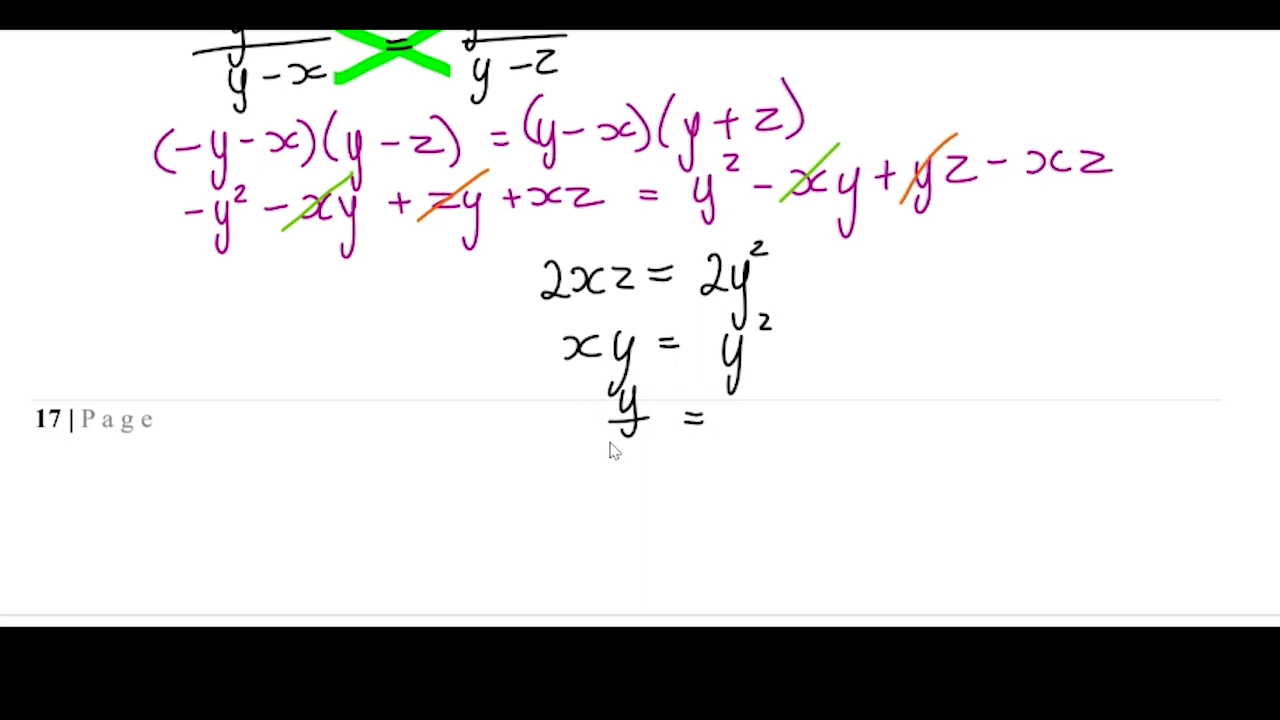 y - x = y - z
(-y - x)(y - z) = (y - x)(y + z)
-y² - xy + zy + xz = y² - xy + yz - xz
2xz = 2y²
xy = y²
y/y =
17 | Page